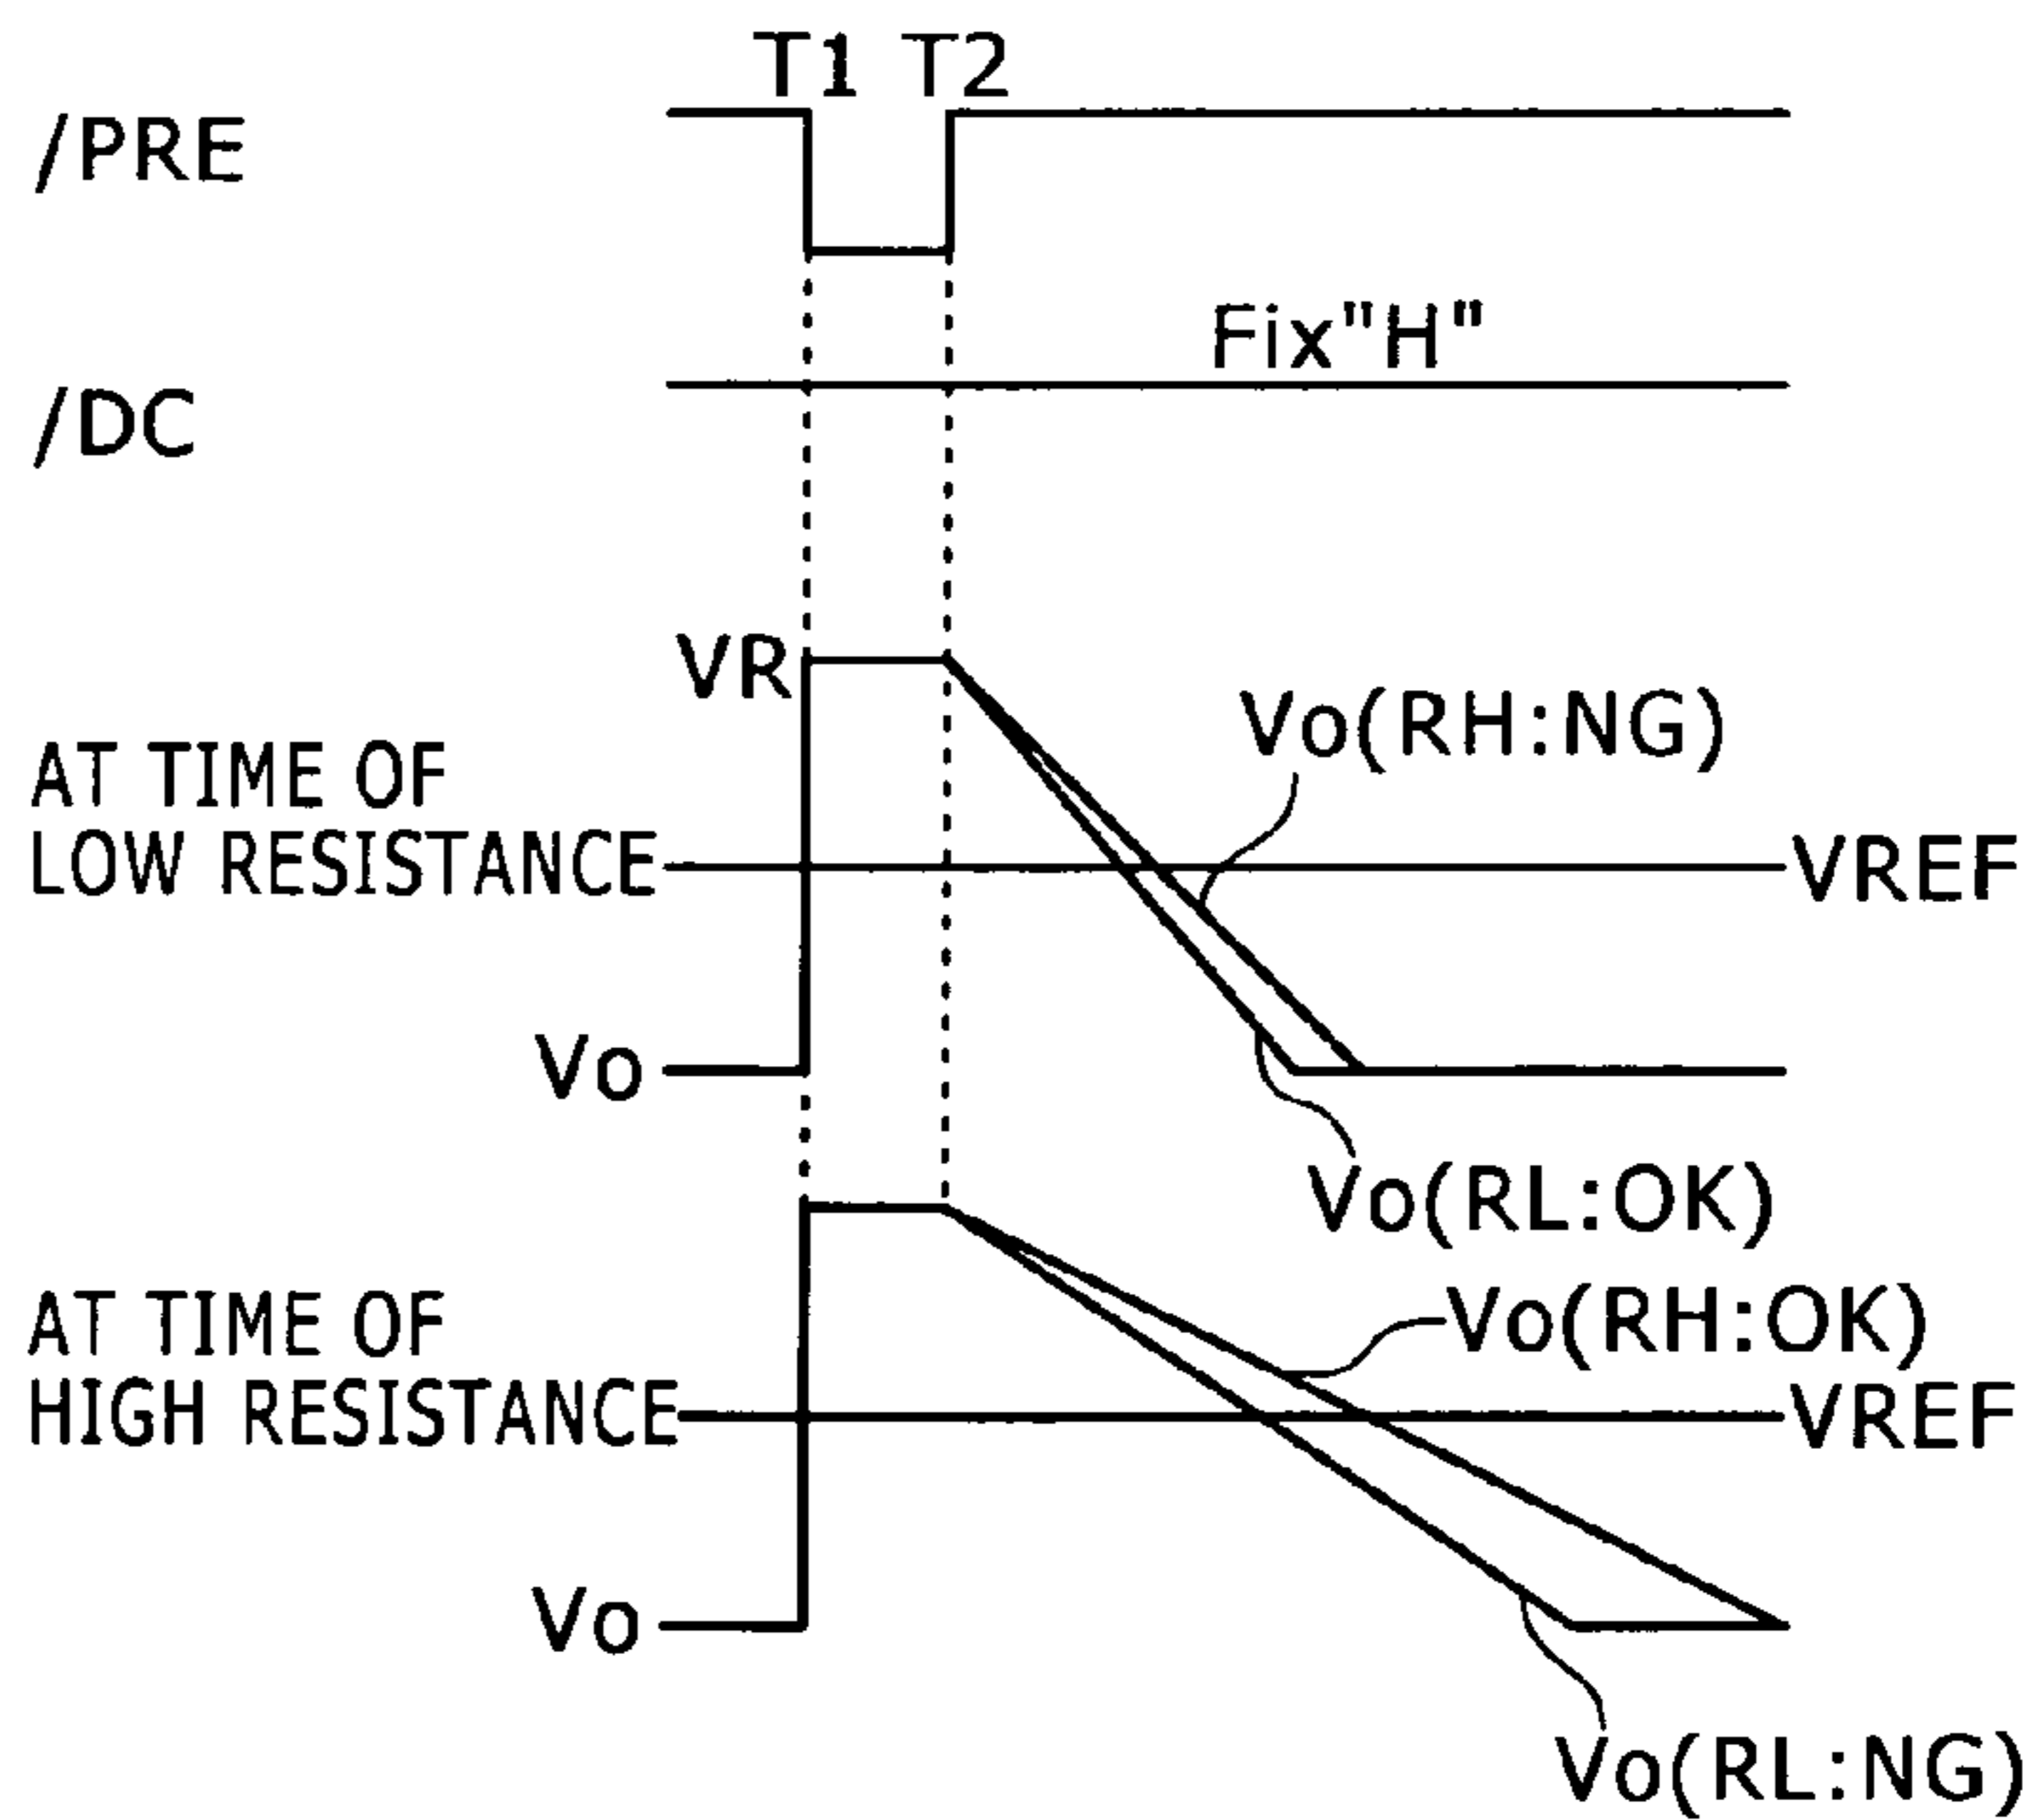 T1 T2
/PRE
Fix"H"
/DC
VR
Vo(RH:NG)
AT TIME OF
LOW RESISTANCE
VREF
Vo
Vo(RL:OK)
Vo(RH:OK)
AT TIME OF
HIGH RESISTANCE
VREF
Vo
Vo(RL:NG)